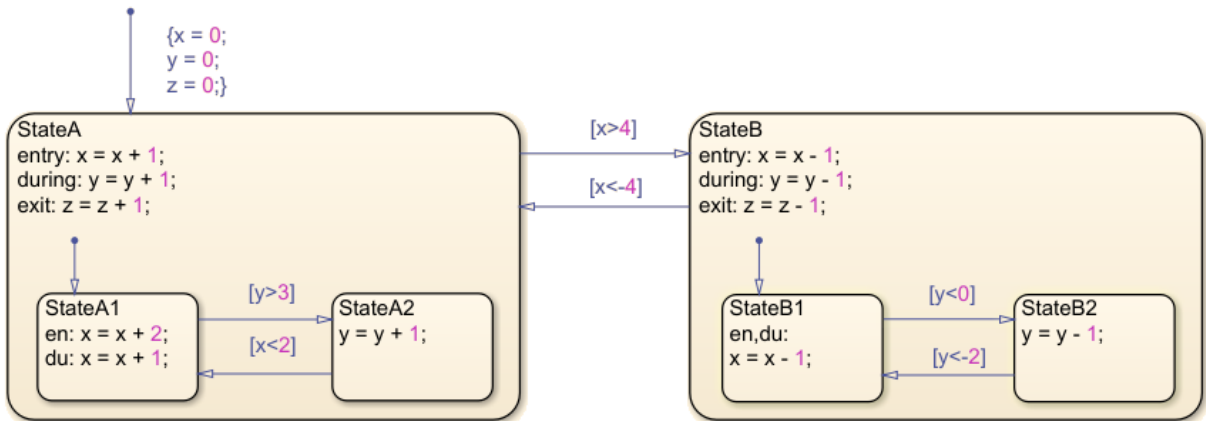 {x = 0;
y = 0;
z = 0;}
StateA
entry: x = x + 1;
during: y = y + 1;
exit: z = z + 1;
StateA1
en: x = x + 2;
du: x = x + 1;
[y>3]
[x<2]
StateA2
y = y + 1;
[x>4]
[x<-4]
StateB
entry: x = x - 1;
during: y = y - 1;
exit: z = z - 1;
StateB1
en,du:
x = x - 1;
[y<0]
[y<-2]
StateB2
y = y - 1;